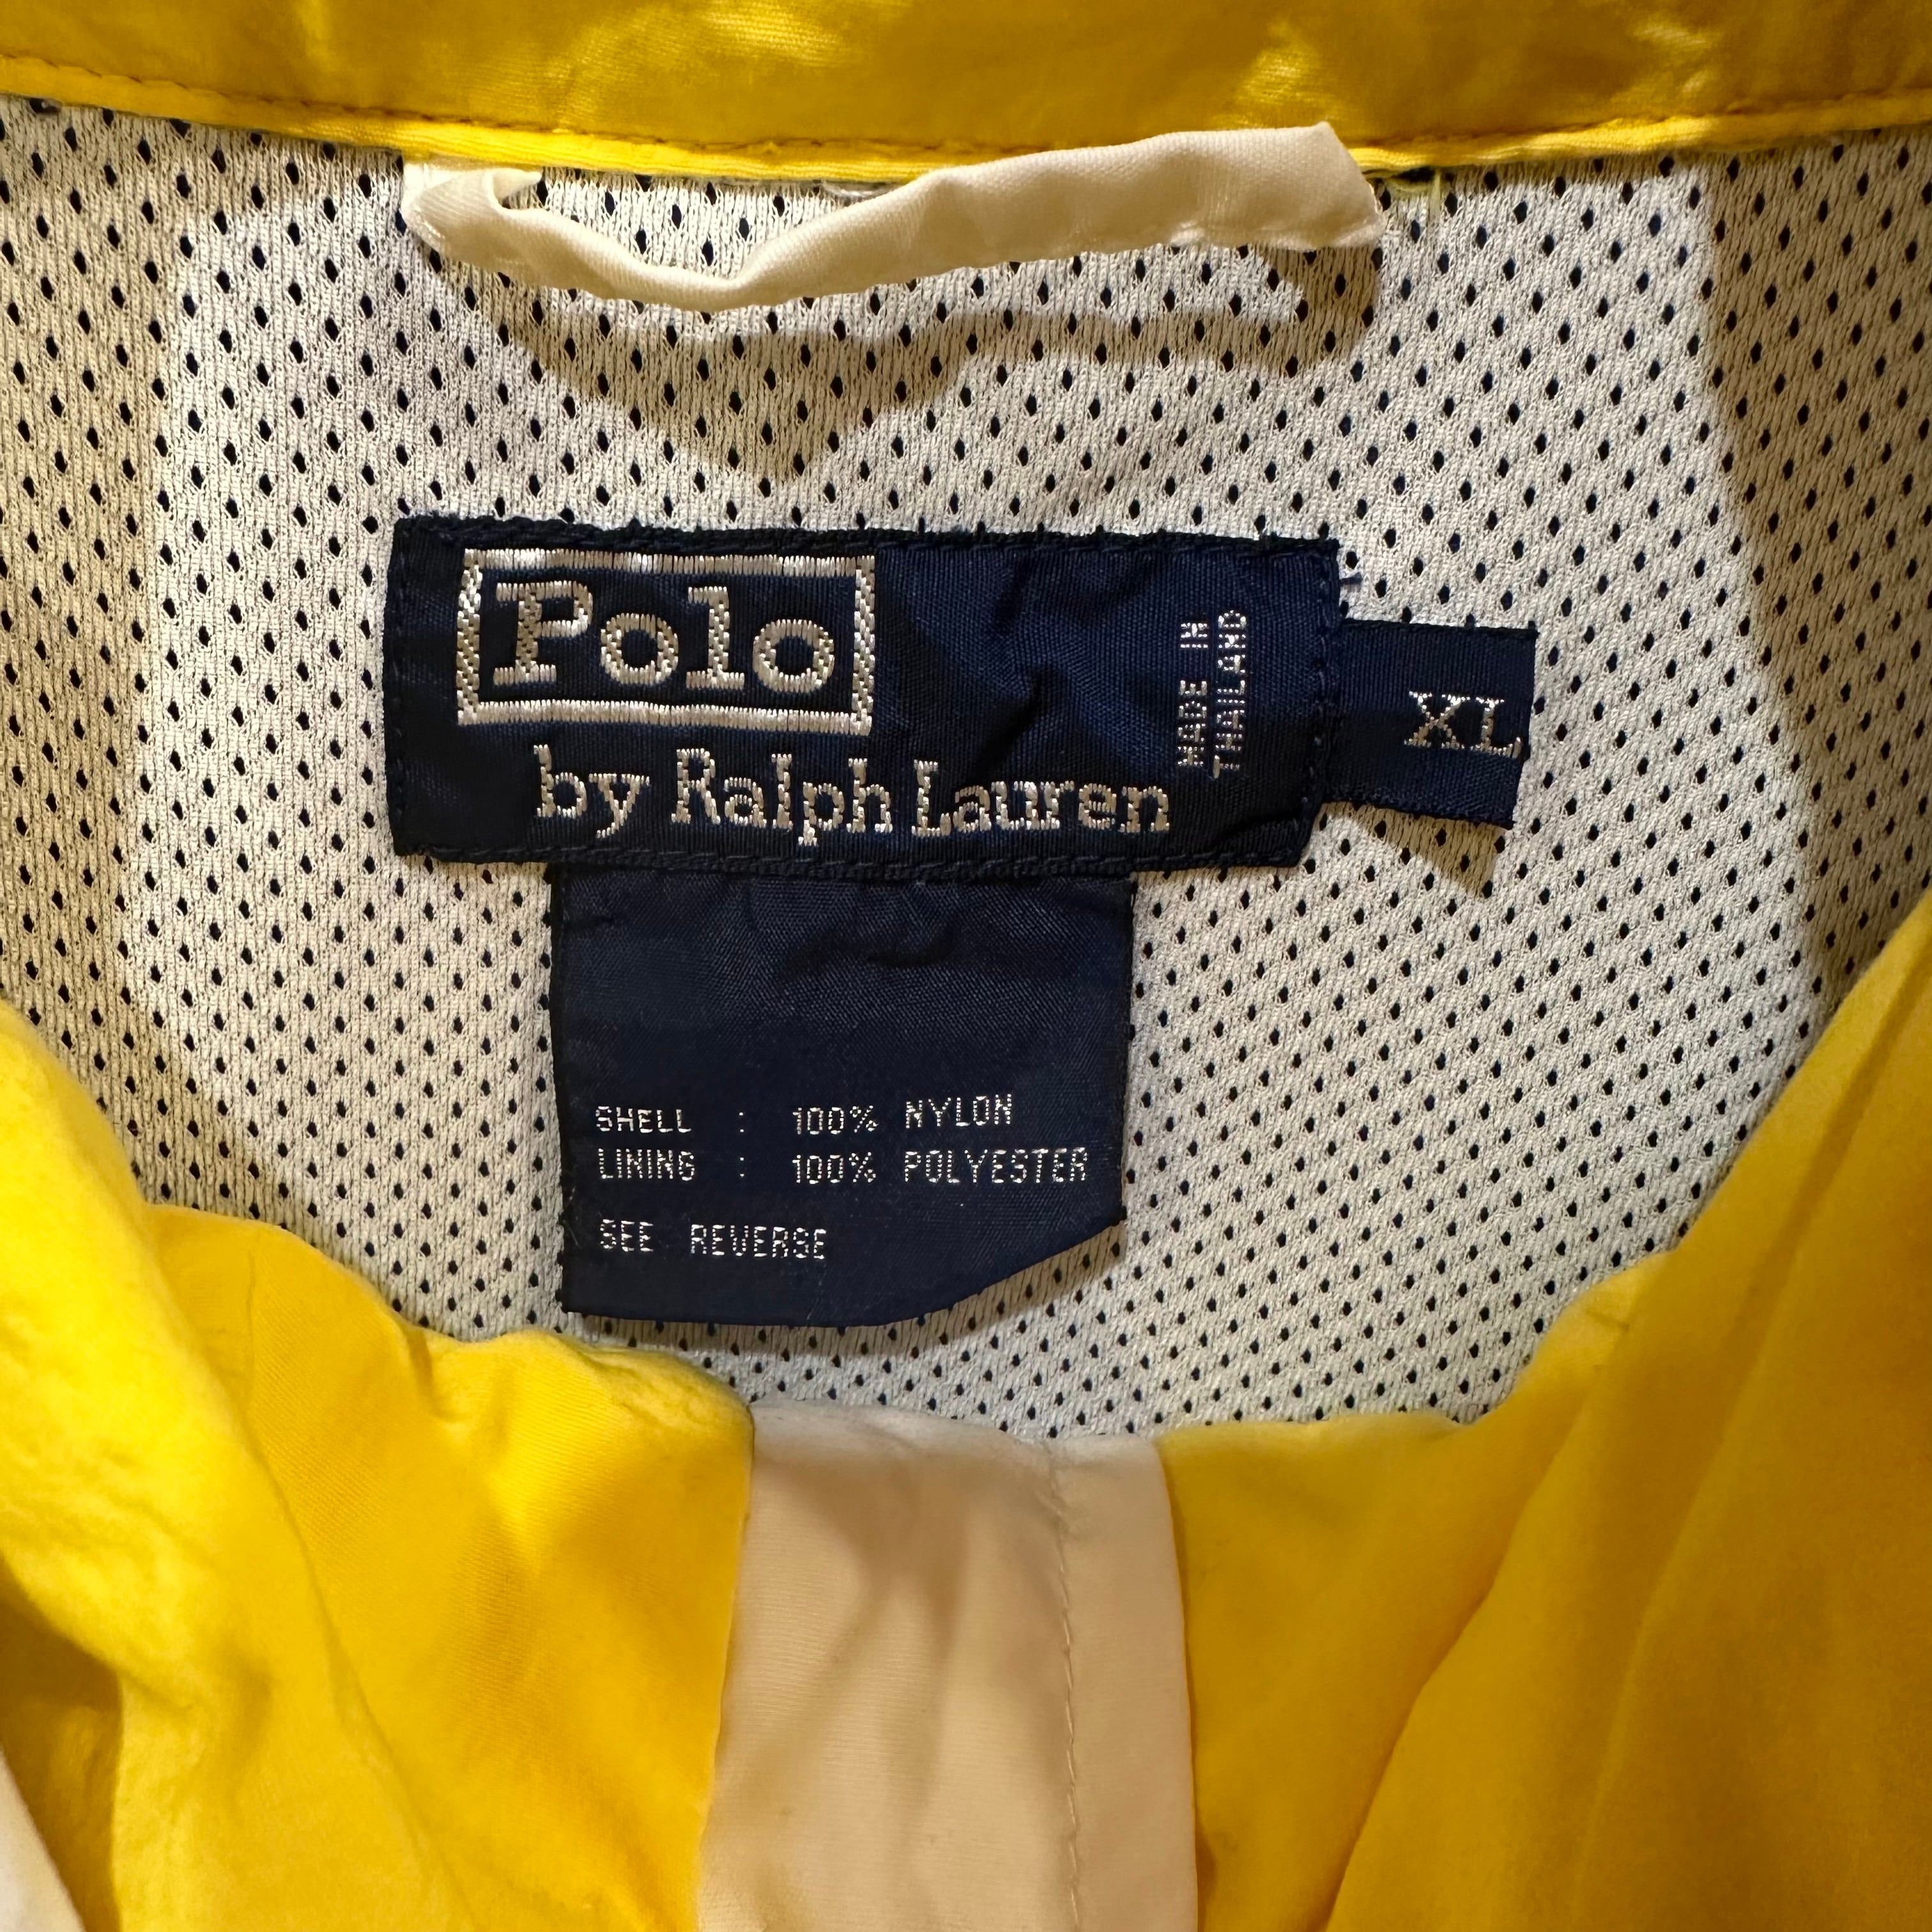 Polo
by Ralph Lauren
MADE IN
THAILAND
XL
SHELL : 100% NYLON
LINING : 100% POLYESTER
SEE REVERSE